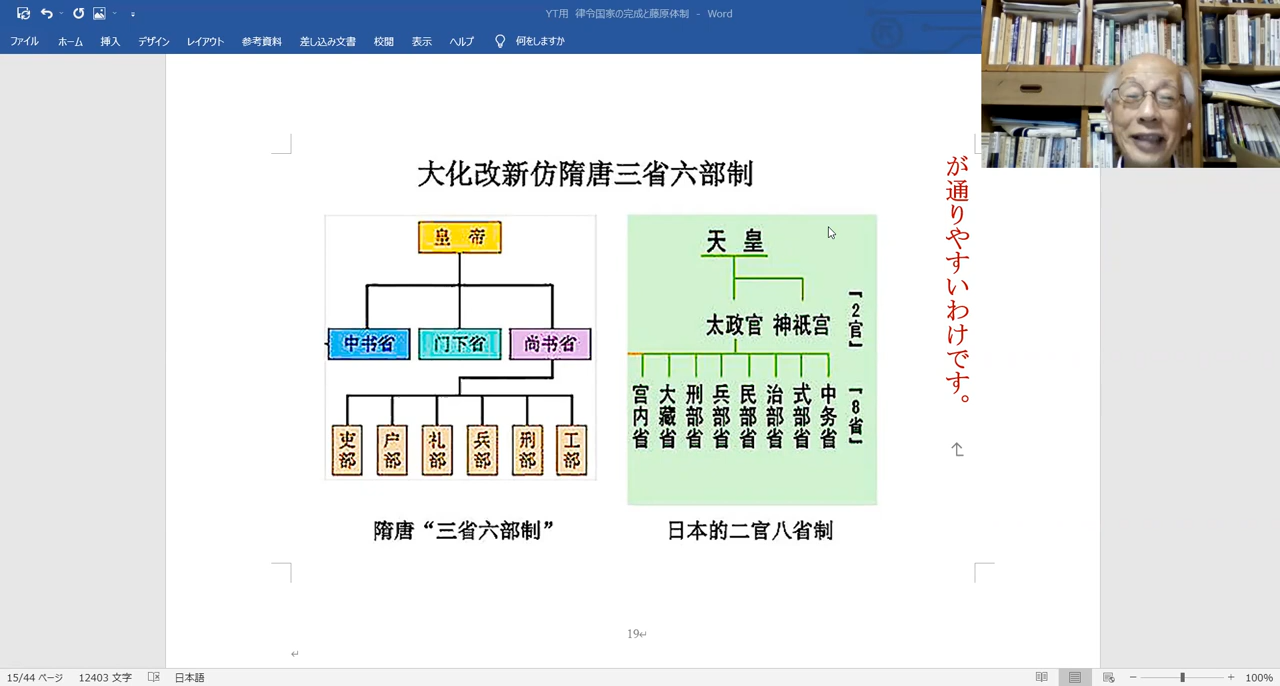 YT用 律令国家の完成と藤原体制 - Word
ファイル ホーム 挿入 デザイン レイアウト 参考資料 差し込み文書 校閲 表示 ヘルプ 何をしますか
が通りやすいわけです。
大化改新仿隋唐三省六部制
皇 帝
中书省 门下省 尚书省
吏部 户部 礼部 兵部 刑部 工部
隋唐“三省六部制”
天 皇
太政官 神祇宫
『2官』
宫内省 大藏省 刑部省 兵部省 民部省 治部省 式部省 中务省
『8省』
日本的二官八省制
19
15/44 ページ 12403 文字 日本語 100%